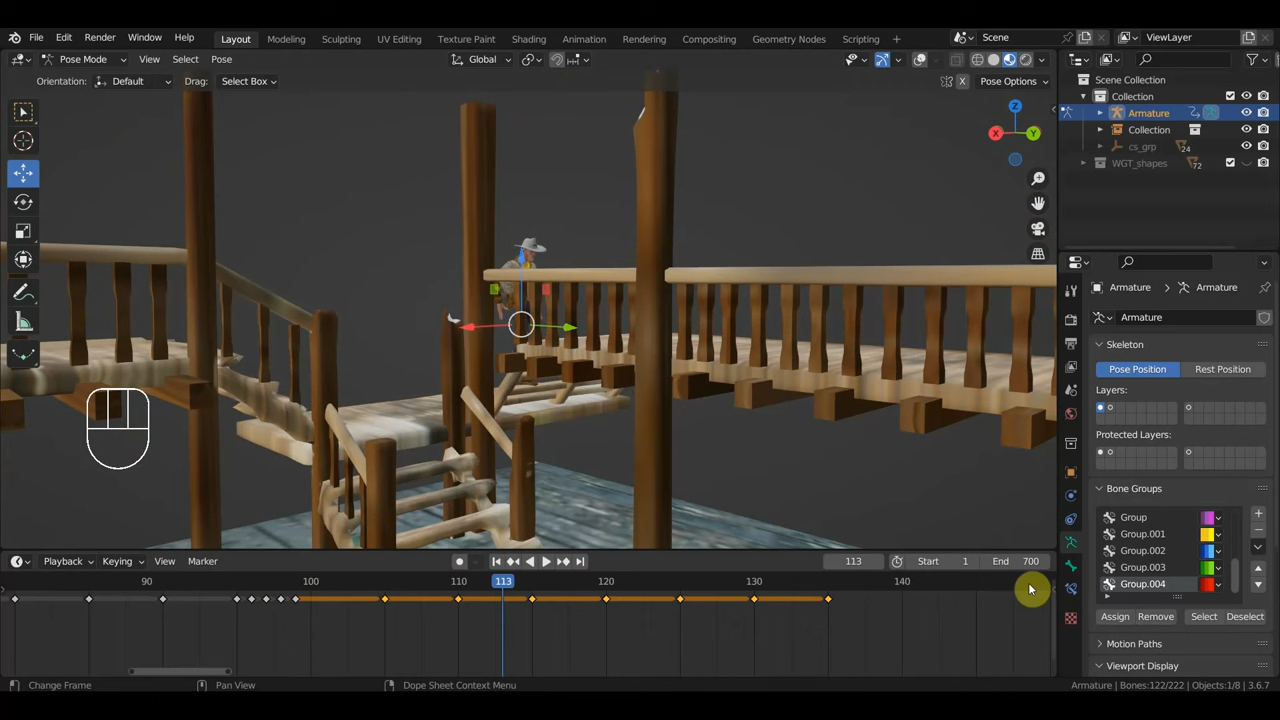 File Edit Render Window Help Layout Modeling Sculpting UV Editing Texture Paint Shading Animation Rendering Compositing Geometry Nodes Scripting + Scene ViewLayer
Pose Mode View Select Pose Global
Orientation: Default Drag: Select Box X Pose Options
Scene Collection
Collection
Armature
Collection
cs_grp 24
WGT_shapes 72
Z
X Y
Armature Armature
Armature
Skeleton
Pose Position Rest Position
Layers:
Protected Layers:
Bone Groups
Group
Group.001
Group.002
Group.003
Group.004
Assign Remove Select Deselect
Motion Paths
Viewport Display
Playback Keying View Marker 113 Start 1 End 700
90 100 110 113 120 130 140
Change Frame Pan View Dope Sheet Context Menu Armature | Bones:122/222 | Objects:1/8 | 3.6.7